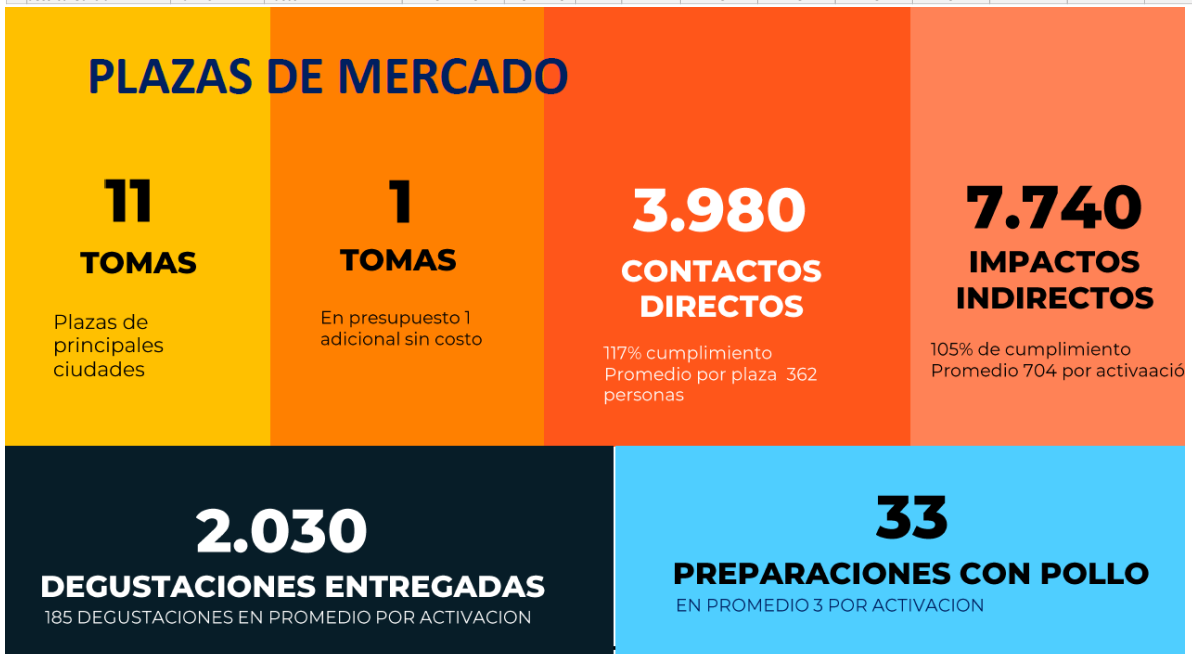 PLAZAS DE MERCADO
11
TOMAS
Plazas de
principales
ciudades
1
TOMAS
En presupuesto 1
adicional sin costo
3.980
CONTACTOS
DIRECTOS
117% cumplimiento
Promedio por plaza 362
personas
7.740
IMPACTOS
INDIRECTOS
105% de cumplimiento
Promedio 704 por activaació
2.030
DEGUSTACIONES ENTREGADAS
185 DEGUSTACIONES EN PROMEDIO POR ACTIVACION
33
PREPARACIONES CON POLLO
EN PROMEDIO 3 POR ACTIVACION